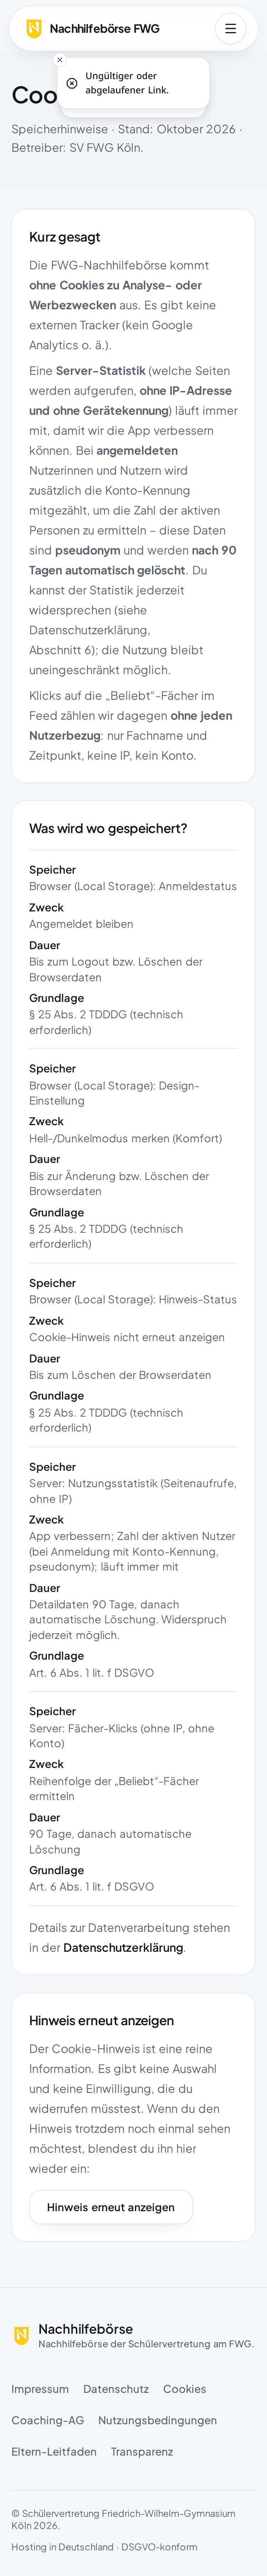 Nachhilfebörse FWG
Ungültiger oder
abgelaufener Link.
Coo
Speicherhinweise · Stand: Oktober 2026 ·
Betreiber: SV FWG Köln.
Kurz gesagt
Die FWG-Nachhilfebörse kommt
ohne Cookies zu Analyse- oder
Werbezwecken aus. Es gibt keine
externen Tracker (kein Google
Analytics o. ä.).
Eine Server-Statistik (welche Seiten
werden aufgerufen, ohne IP-Adresse
und ohne Gerätekennung) läuft immer
mit, damit wir die App verbessern
können. Bei angemeldeten
Nutzerinnen und Nutzern wird
zusätzlich die Konto-Kennung
mitgezählt, um die Zahl der aktiven
Personen zu ermitteln – diese Daten
sind pseudonym und werden nach 90
Tagen automatisch gelöscht. Du
kannst der Statistik jederzeit
widersprechen (siehe
Datenschutzerklärung,
Abschnitt 6); die Nutzung bleibt
uneingeschränkt möglich.
Klicks auf die „Beliebt“-Fächer im
Feed zählen wir dagegen ohne jeden
Nutzerbezug: nur Fachname und
Zeitpunkt, keine IP, kein Konto.
Was wird wo gespeichert?
Speicher
Browser (Local Storage): Anmeldestatus
Zweck
Angemeldet bleiben
Dauer
Bis zum Logout bzw. Löschen der
Browserdaten
Grundlage
§ 25 Abs. 2 TDDDG (technisch
erforderlich)
Speicher
Browser (Local Storage): Design-
Einstellung
Zweck
Hell-/Dunkelmodus merken (Komfort)
Dauer
Bis zur Änderung bzw. Löschen der
Browserdaten
Grundlage
§ 25 Abs. 2 TDDDG (technisch
erforderlich)
Speicher
Browser (Local Storage): Hinweis-Status
Zweck
Cookie-Hinweis nicht erneut anzeigen
Dauer
Bis zum Löschen der Browserdaten
Grundlage
§ 25 Abs. 2 TDDDG (technisch
erforderlich)
Speicher
Server: Nutzungsstatistik (Seitenaufrufe,
ohne IP)
Zweck
App verbessern; Zahl der aktiven Nutzer
(bei Anmeldung mit Konto-Kennung,
pseudonym); läuft immer mit
Dauer
Detaildaten 90 Tage, danach
automatische Löschung. Widerspruch
jederzeit möglich.
Grundlage
Art. 6 Abs. 1 lit. f DSGVO
Speicher
Server: Fächer-Klicks (ohne IP, ohne
Konto)
Zweck
Reihenfolge der „Beliebt“-Fächer
ermitteln
Dauer
90 Tage, danach automatische
Löschung
Grundlage
Art. 6 Abs. 1 lit. f DSGVO
Details zur Datenverarbeitung stehen
in der Datenschutzerklärung.
Hinweis erneut anzeigen
Der Cookie-Hinweis ist eine reine
Information. Es gibt keine Auswahl
und keine Einwilligung, die du
widerrufen müsstest. Wenn du den
Hinweis trotzdem noch einmal sehen
möchtest, blendest du ihn hier
wieder ein:
Hinweis erneut anzeigen
Nachhilfebörse
Nachhilfebörse der Schülervertretung am FWG.
Impressum Datenschutz Cookies
Coaching-AG Nutzungsbedingungen
Eltern-Leitfaden Transparenz
© Schülervertretung Friedrich-Wilhelm-Gymnasium
Köln 2026.
Hosting in Deutschland · DSGVO-konform